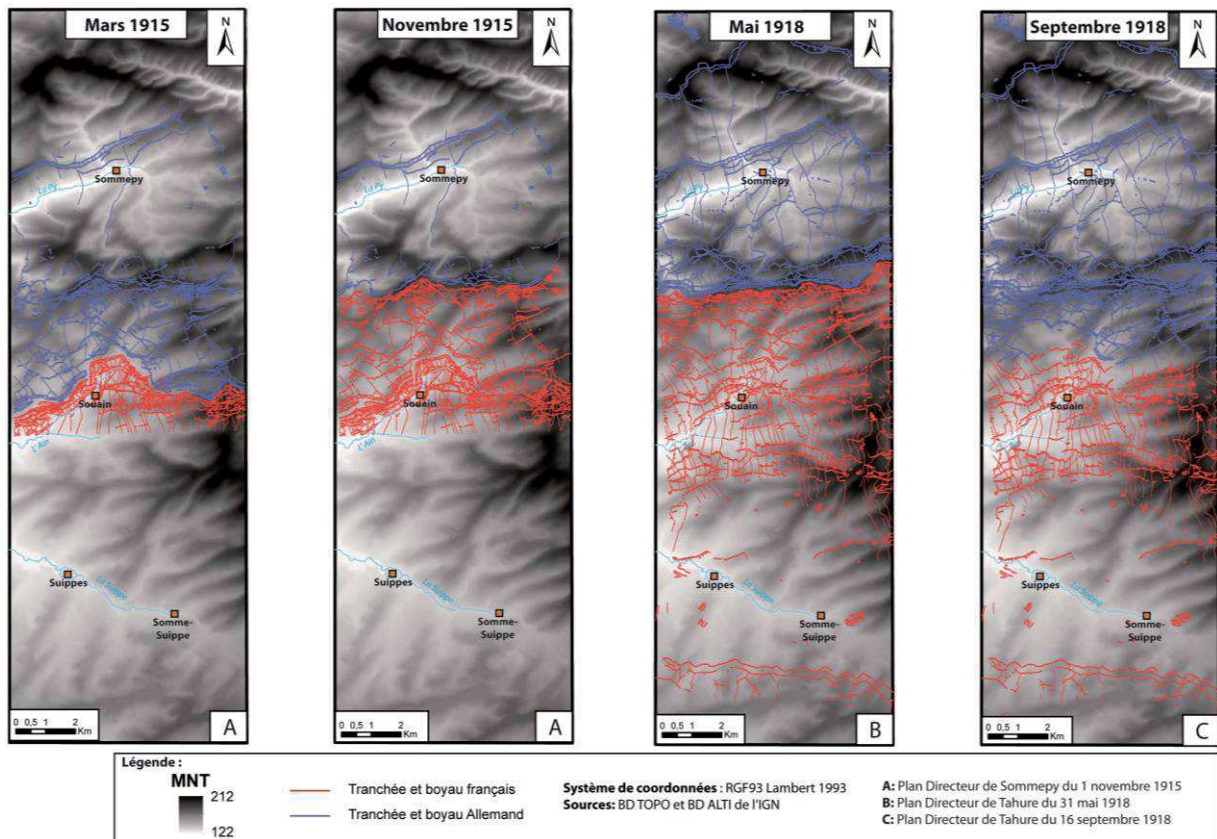 Mars 1915
N
Sommepy
La Py
Souain
L'Ain
Suippes
La Suippe
Somme-
Suippe
0 0,5 1 2
Km
A
Novembre 1915
N
Sommepy
La Py
Souain
L'Ain
Suippes
La Suippe
Somme-
Suippe
0 0,5 1 2
Km
A
Mai 1918
N
Sommepy
La Py
Souain
Suippes
La Suippe
Somme-
Suippe
0 0,5 1 2
Km
B
Septembre 1918
N
Sommepy
La Py
Souain
Suippes
La Suippe
Somme-
Suippe
0 0,5 1 2
Km
C
Légende :
MNT
212
122
Tranchée et boyau français
Tranchée et boyau Allemand
Système de coordonnées : RGF93 Lambert 1993
Sources: BD TOPO et BD ALTI de l'IGN
A: Plan Directeur de Sommepy du 1 novembre 1915
B: Plan Directeur de Tahure du 31 mai 1918
C: Plan Directeur de Tahure du 16 septembre 1918